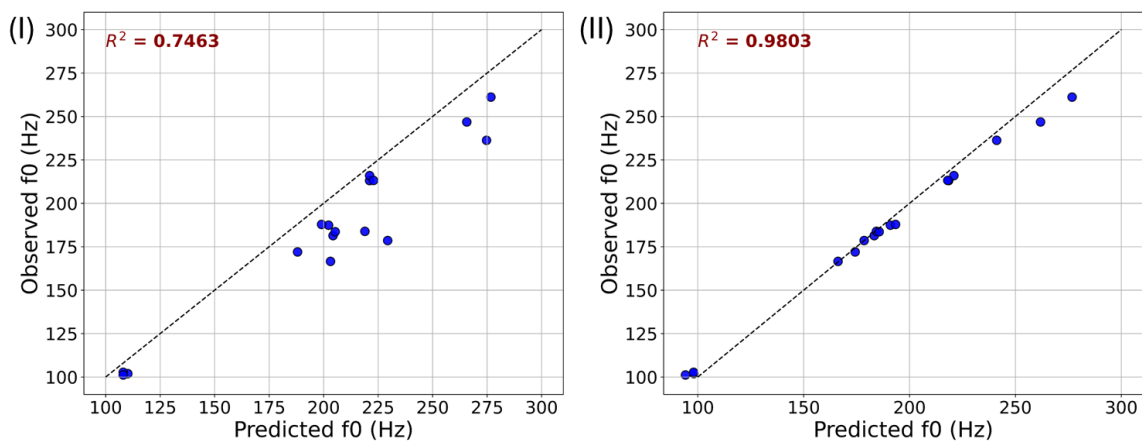 (I)
R² = 0.7463
300
275
250
225
200
175
150
125
100
Observed f0 (Hz)
100 125 150 175 200 225 250 275 300
Predicted f0 (Hz)
(II)
R² = 0.9803
300
275
250
225
200
175
150
125
100
Observed f0 (Hz)
100 150 200 250 300
Predicted f0 (Hz)